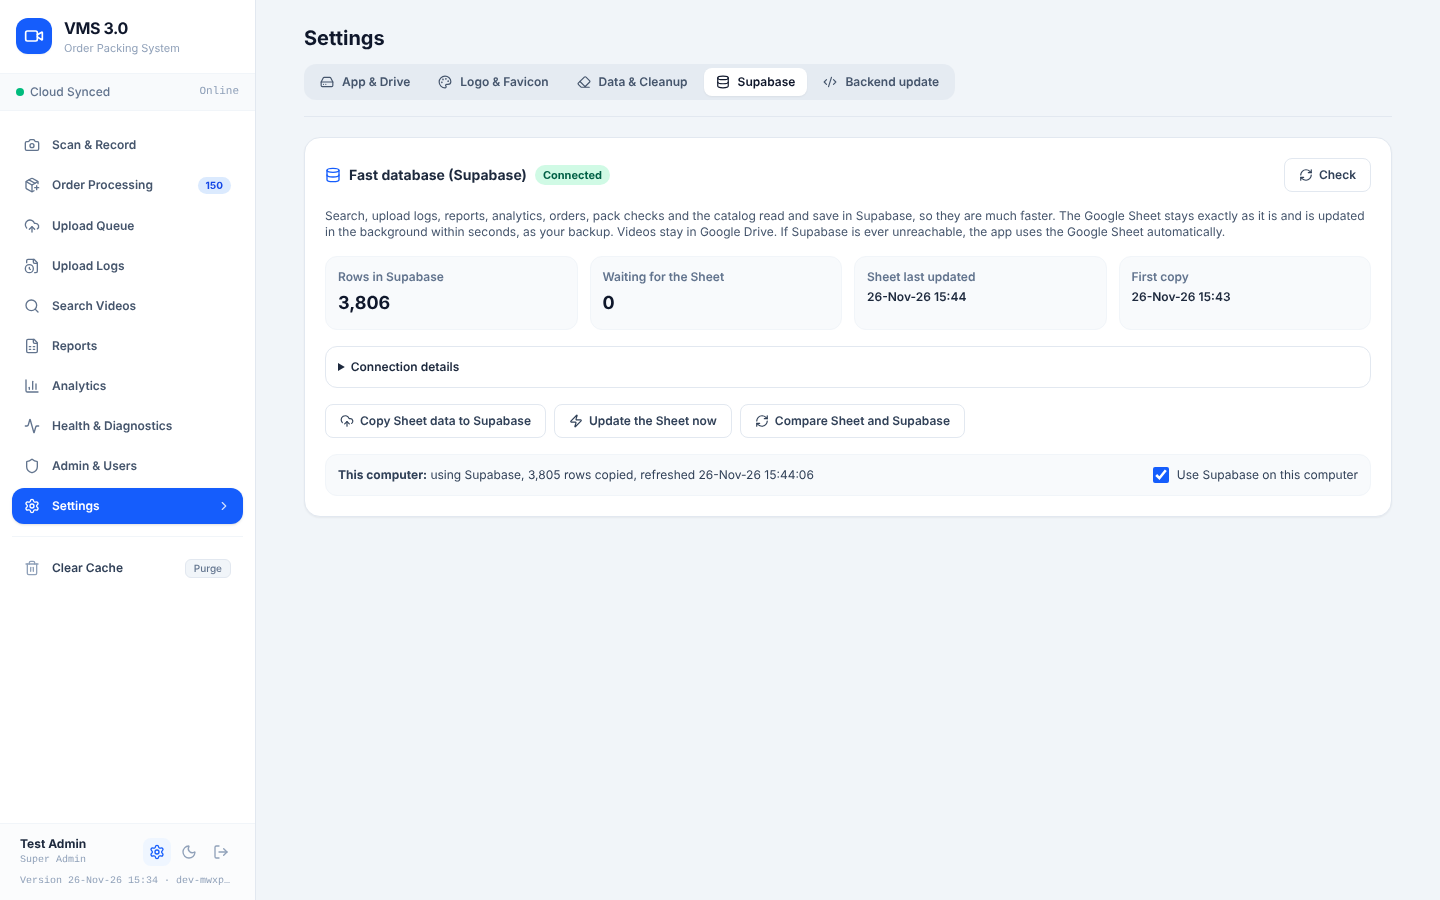 VMS 3.0
Order Packing System
Cloud Synced
Online
Scan & Record
Order Processing
150
Upload Queue
Upload Logs
Search Videos
Reports
Analytics
Health & Diagnostics
Admin & Users
Settings
Clear Cache
Purge
Test Admin
Super Admin
Version 26-Nov-26 15:34 · dev-mwxp…
Settings
App & Drive
Logo & Favicon
Data & Cleanup
Supabase
Backend update
Fast database (Supabase)
Connected
Check
Search, upload logs, reports, analytics, orders, pack checks and the catalog read and save in Supabase, so they are much faster. The Google Sheet stays exactly as it is and is updated
in the background within seconds, as your backup. Videos stay in Google Drive. If Supabase is ever unreachable, the app uses the Google Sheet automatically.
Rows in Supabase
3,806
Waiting for the Sheet
0
Sheet last updated
26-Nov-26 15:44
First copy
26-Nov-26 15:43
Connection details
Copy Sheet data to Supabase
Update the Sheet now
Compare Sheet and Supabase
This computer: using Supabase, 3,805 rows copied, refreshed 26-Nov-26 15:44:06
Use Supabase on this computer